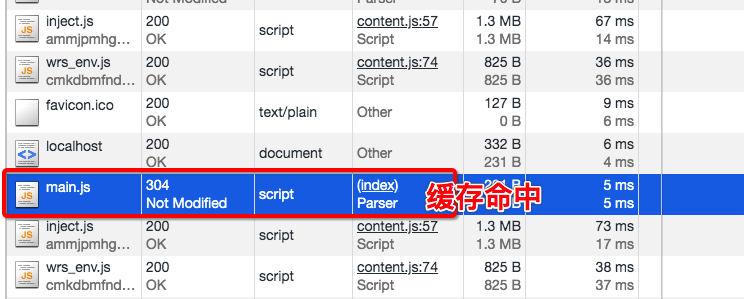 Not Modified Parser
inject.js 200 script content.js:57 1.3 MB 67 ms
ammjpmhg... OK Script 1.3 MB 14 ms
wrs_env.js 200 script content.js:74 825 B 36 ms
cmkdbmfnd... OK Script 825 B 36 ms
favicon.ico 200 text/plain Other 127 B 9 ms
OK 0 B 6 ms
localhost 200 document Other 332 B 6 ms
OK 231 B 4 ms
main.js 304 script (index) 5 ms
Not Modified Parser 5 ms
缓存命中
inject.js 200 script content.js:57 1.3 MB 73 ms
ammjpmhg... OK Script 1.3 MB 17 ms
wrs_env.js 200 script content.js:74 825 B 38 ms
cmkdbmfnd... OK Script 825 B 37 ms